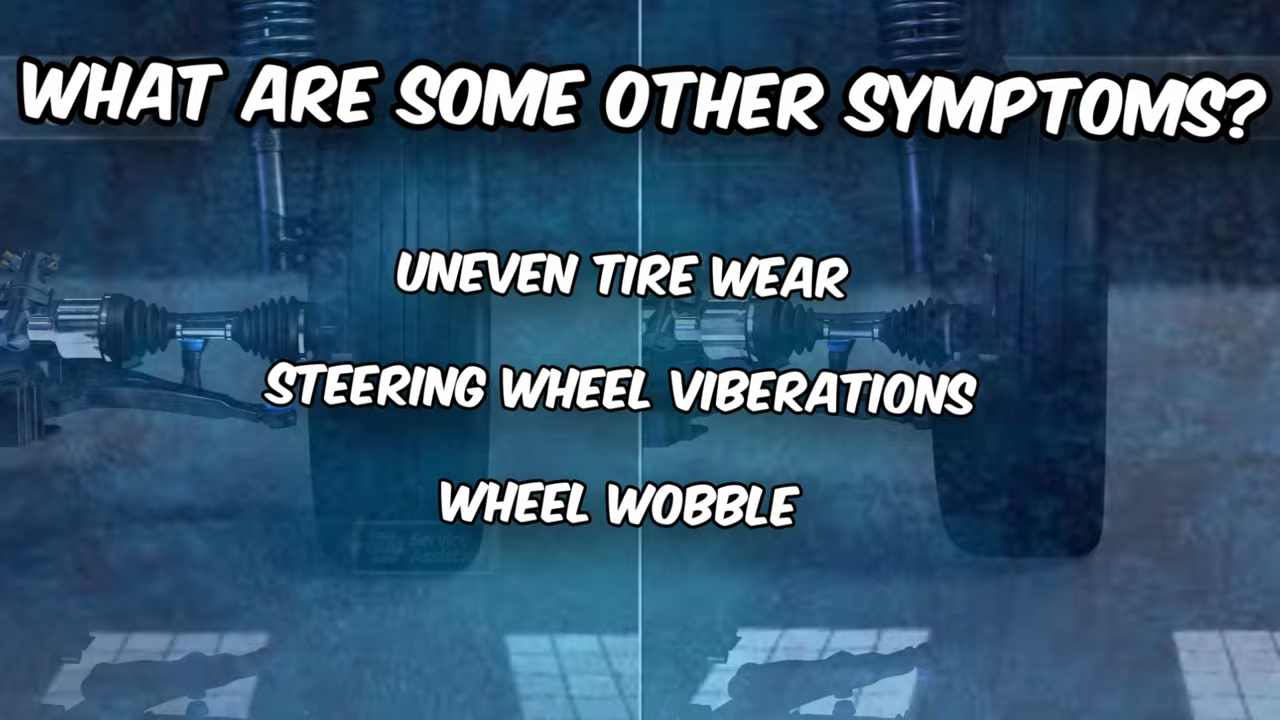 WHAT ARE SOME OTHER SYMPTOMS?
UNEVEN TIRE WEAR
STEERING WHEEL VIBERATIONS
WHEEL WOBBLE